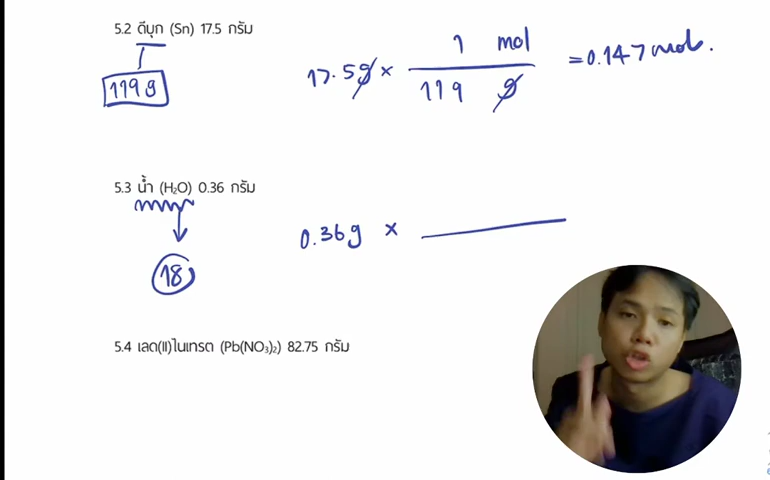 5.2 ดีบุก (Sn) 17.5 กรัม
119 g
17.5g × 1 mol / 119 g = 0.147 mol.
5.3 น้ำ (H₂O) 0.36 กรัม
18
0.36g ×
5.4 เลด(II)ไนเทรต (Pb(NO₃)₂) 82.75 กรัม